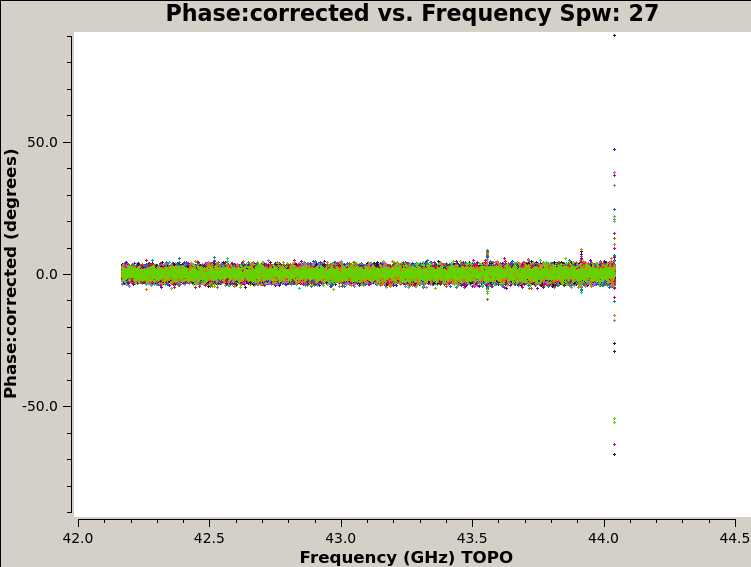 Phase:corrected vs. Frequency Spw: 27
Phase:corrected (degrees)
50.0
0.0
-50.0
42.0 42.5 43.0 43.5 44.0 44.5
Frequency (GHz) TOPO